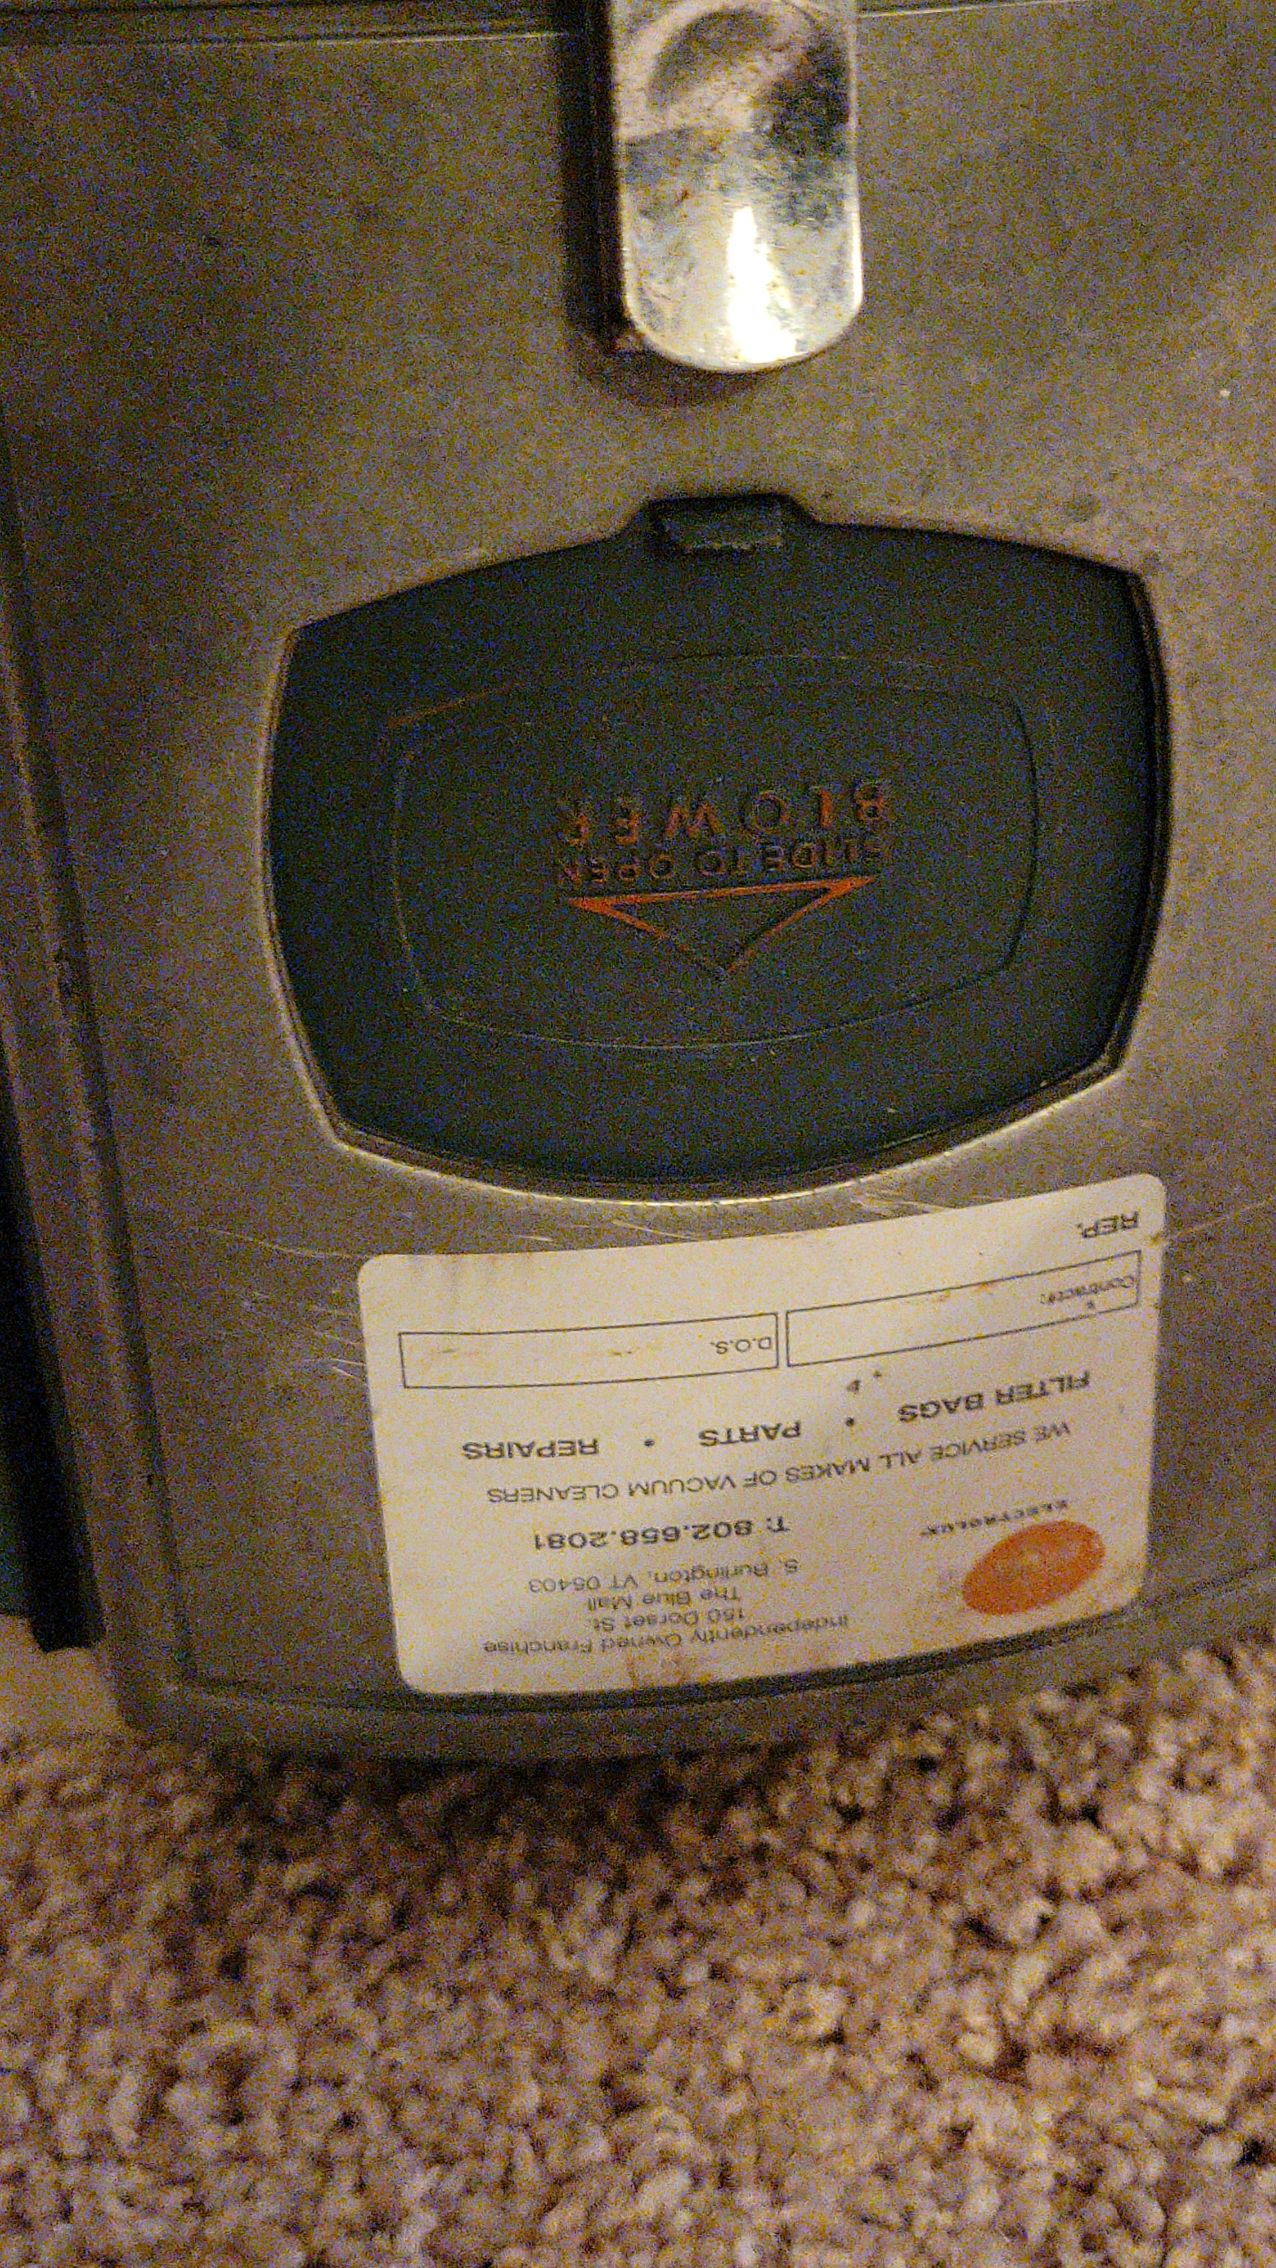 Independently Owned Franchise
150 Dorset St.
The Blue Mall
S. Burlington, VT 05403
ELECTROLUX
T: 802.658.2081
WE SERVICE ALL MAKES OF VACUUM CLEANERS
FILTER BAGS • PARTS • REPAIRS
Contract#: D.O.S.
REP.
SLIDE TO OPEN
BLOWER